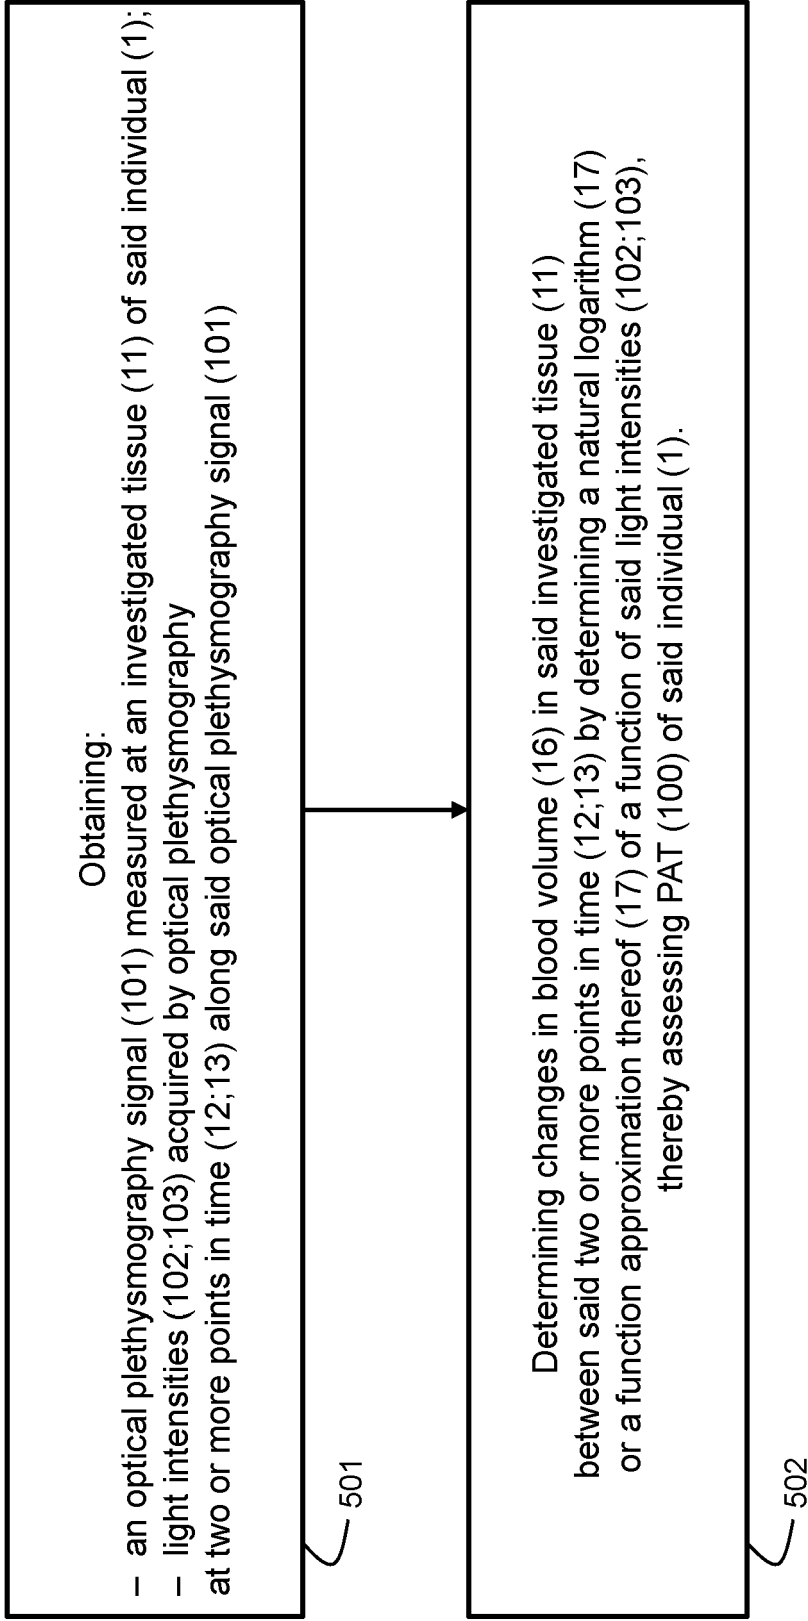 Obtaining:
– an optical plethysmography signal (101) measured at an investigated tissue (11) of said individual (1);
– light intensities (102;103) acquired by optical plethysmography
at two or more points in time (12;13) along said optical plethysmography signal (101)
501
Determining changes in blood volume (16) in said investigated tissue (11)
between said two or more points in time (12;13) by determining a natural logarithm (17)
or a function approximation thereof (17) of a function of said light intensities (102;103),
thereby assessing PAT (100) of said individual (1).
502